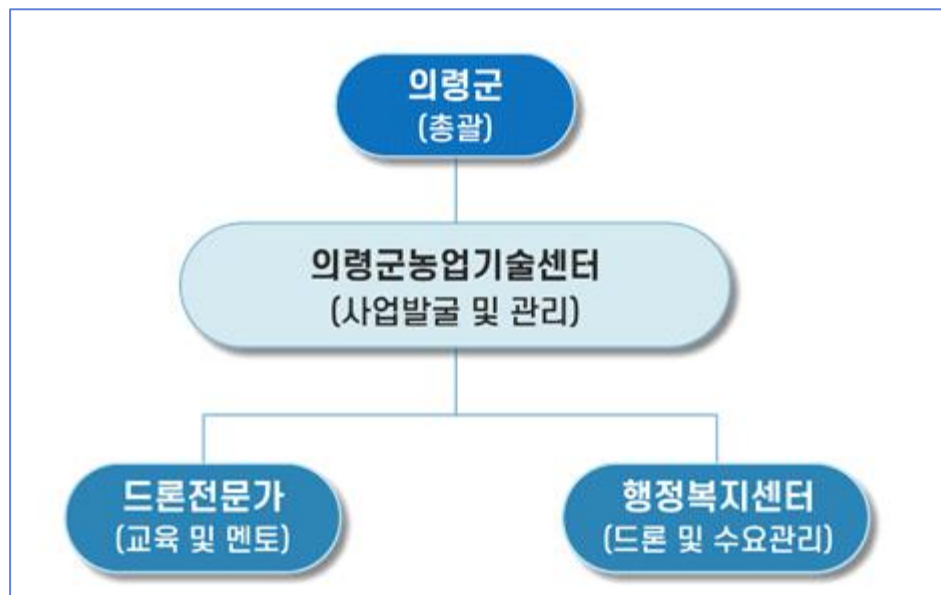 의령군
(총괄)
의령군농업기술센터
(사업발굴 및 관리)
드론전문가
(교육 및 멘토)
행정복지센터
(드론 및 수요관리)